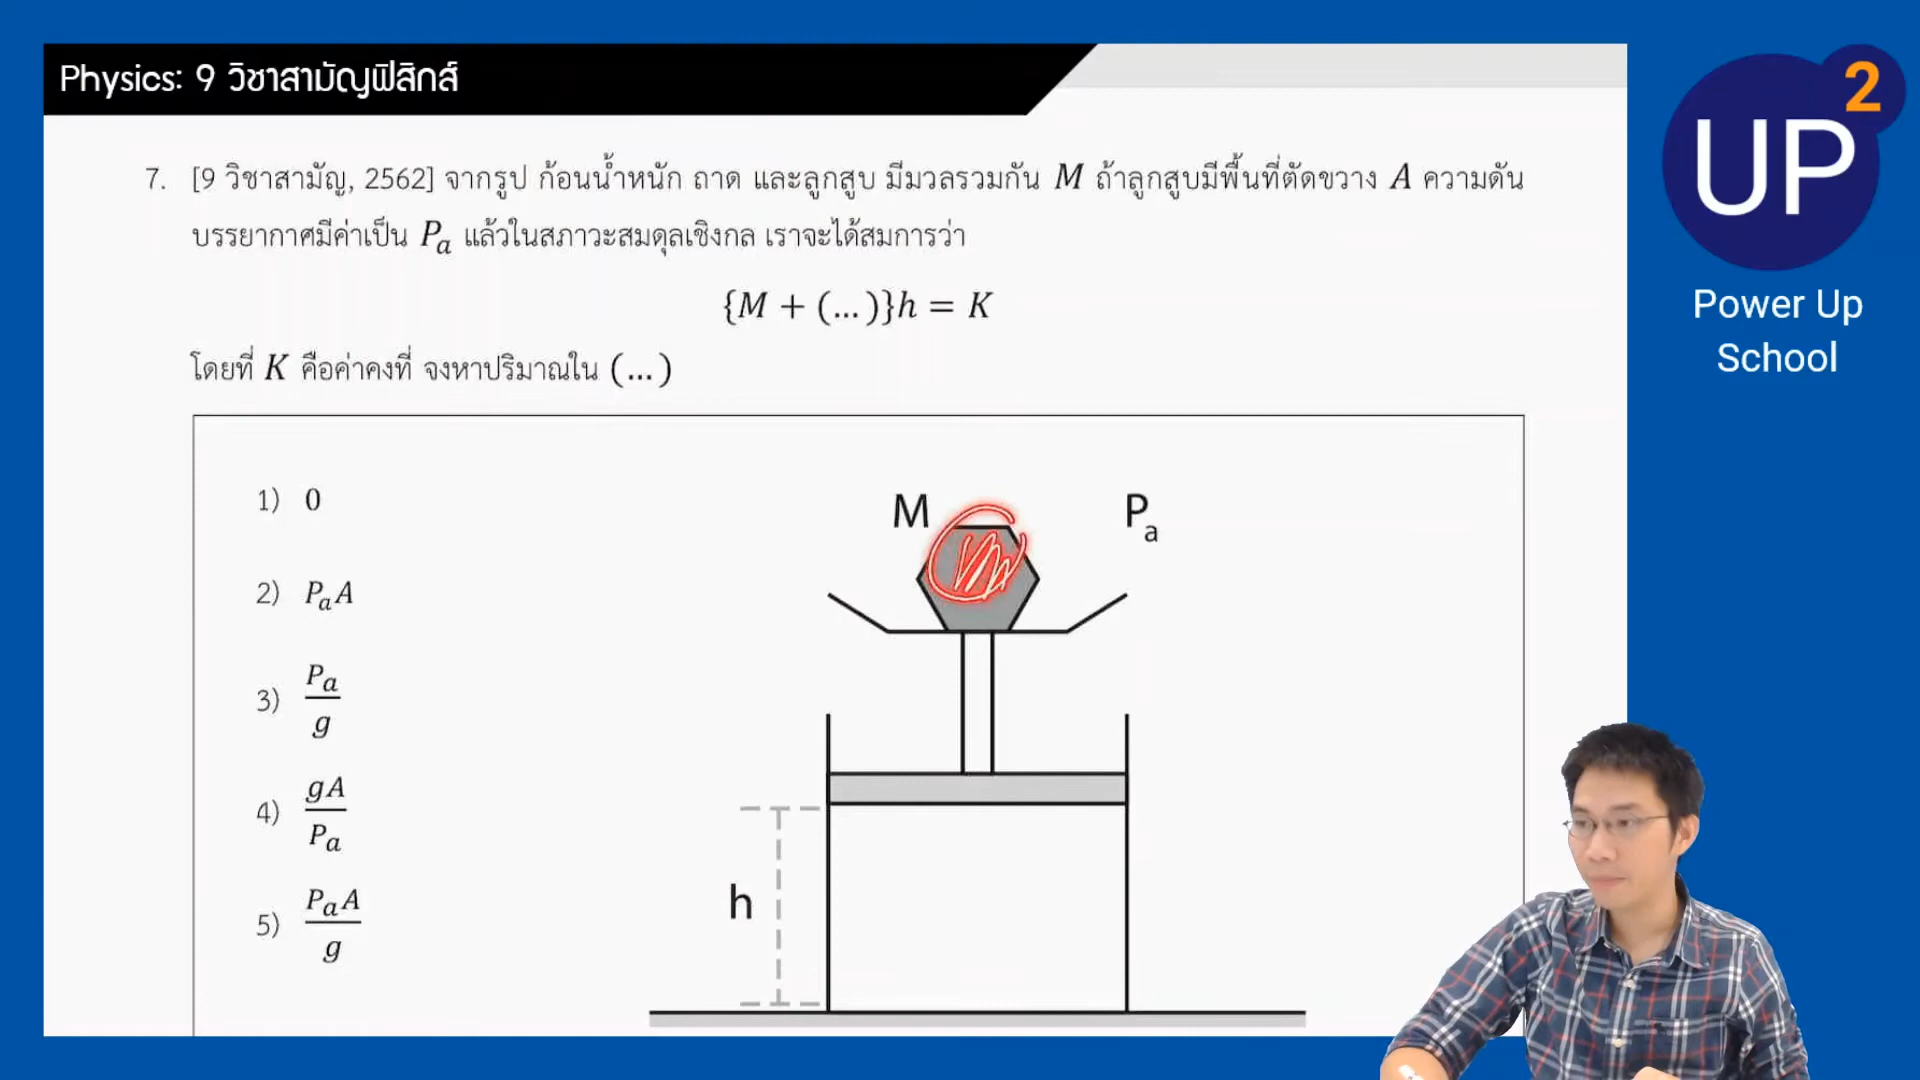 Physics: 9 วิชาสามัญฟิสิกส์
7. [9 วิชาสามัญ, 2562] จากรูป ก้อนน้ำหนัก ถาด และลูกสูบ มีมวลรวมกัน M ถ้าลูกสูบมีพื้นที่ตัดขวาง A ความดัน
บรรยากาศมีค่าเป็น Pₐ แล้วในสภาวะสมดุลเชิงกล เราจะได้สมการว่า
{M + (...)}h = K
โดยที่ K คือค่าคงที่ จงหาปริมาณใน (...)
1) 0
2) PₐA
3) Pₐ/g
4) gA/Pₐ
5) PₐA/g
M
Pₐ
h
UP²
Power Up
School